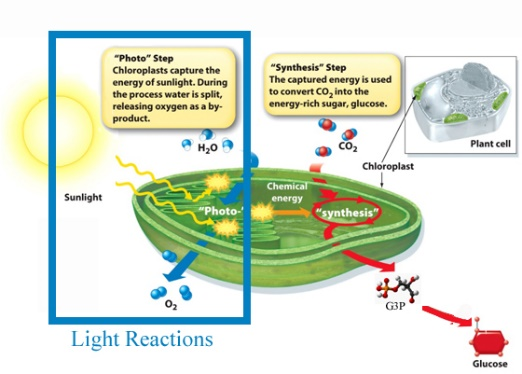 "Photo" Step
Chloroplasts capture the
energy of sunlight. During
the process water is split,
releasing oxygen as a by-
product.
"Synthesis" Step
The captured energy is used
to convert CO2 into the
energy-rich sugar, glucose.
Plant cell
H2O
CO2
Chloroplast
Sunlight
Chemical
energy
"Photo-"
"synthesis"
O2
G3P
Light Reactions
Glucose